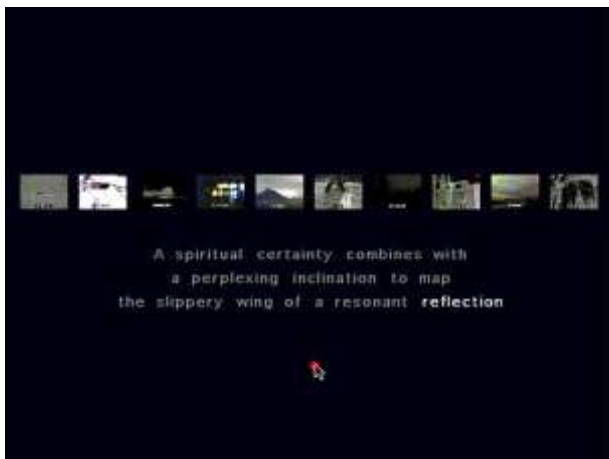 A spiritual certainty combines with
a perplexing inclination to map
the slippery wing of a resonant reflection